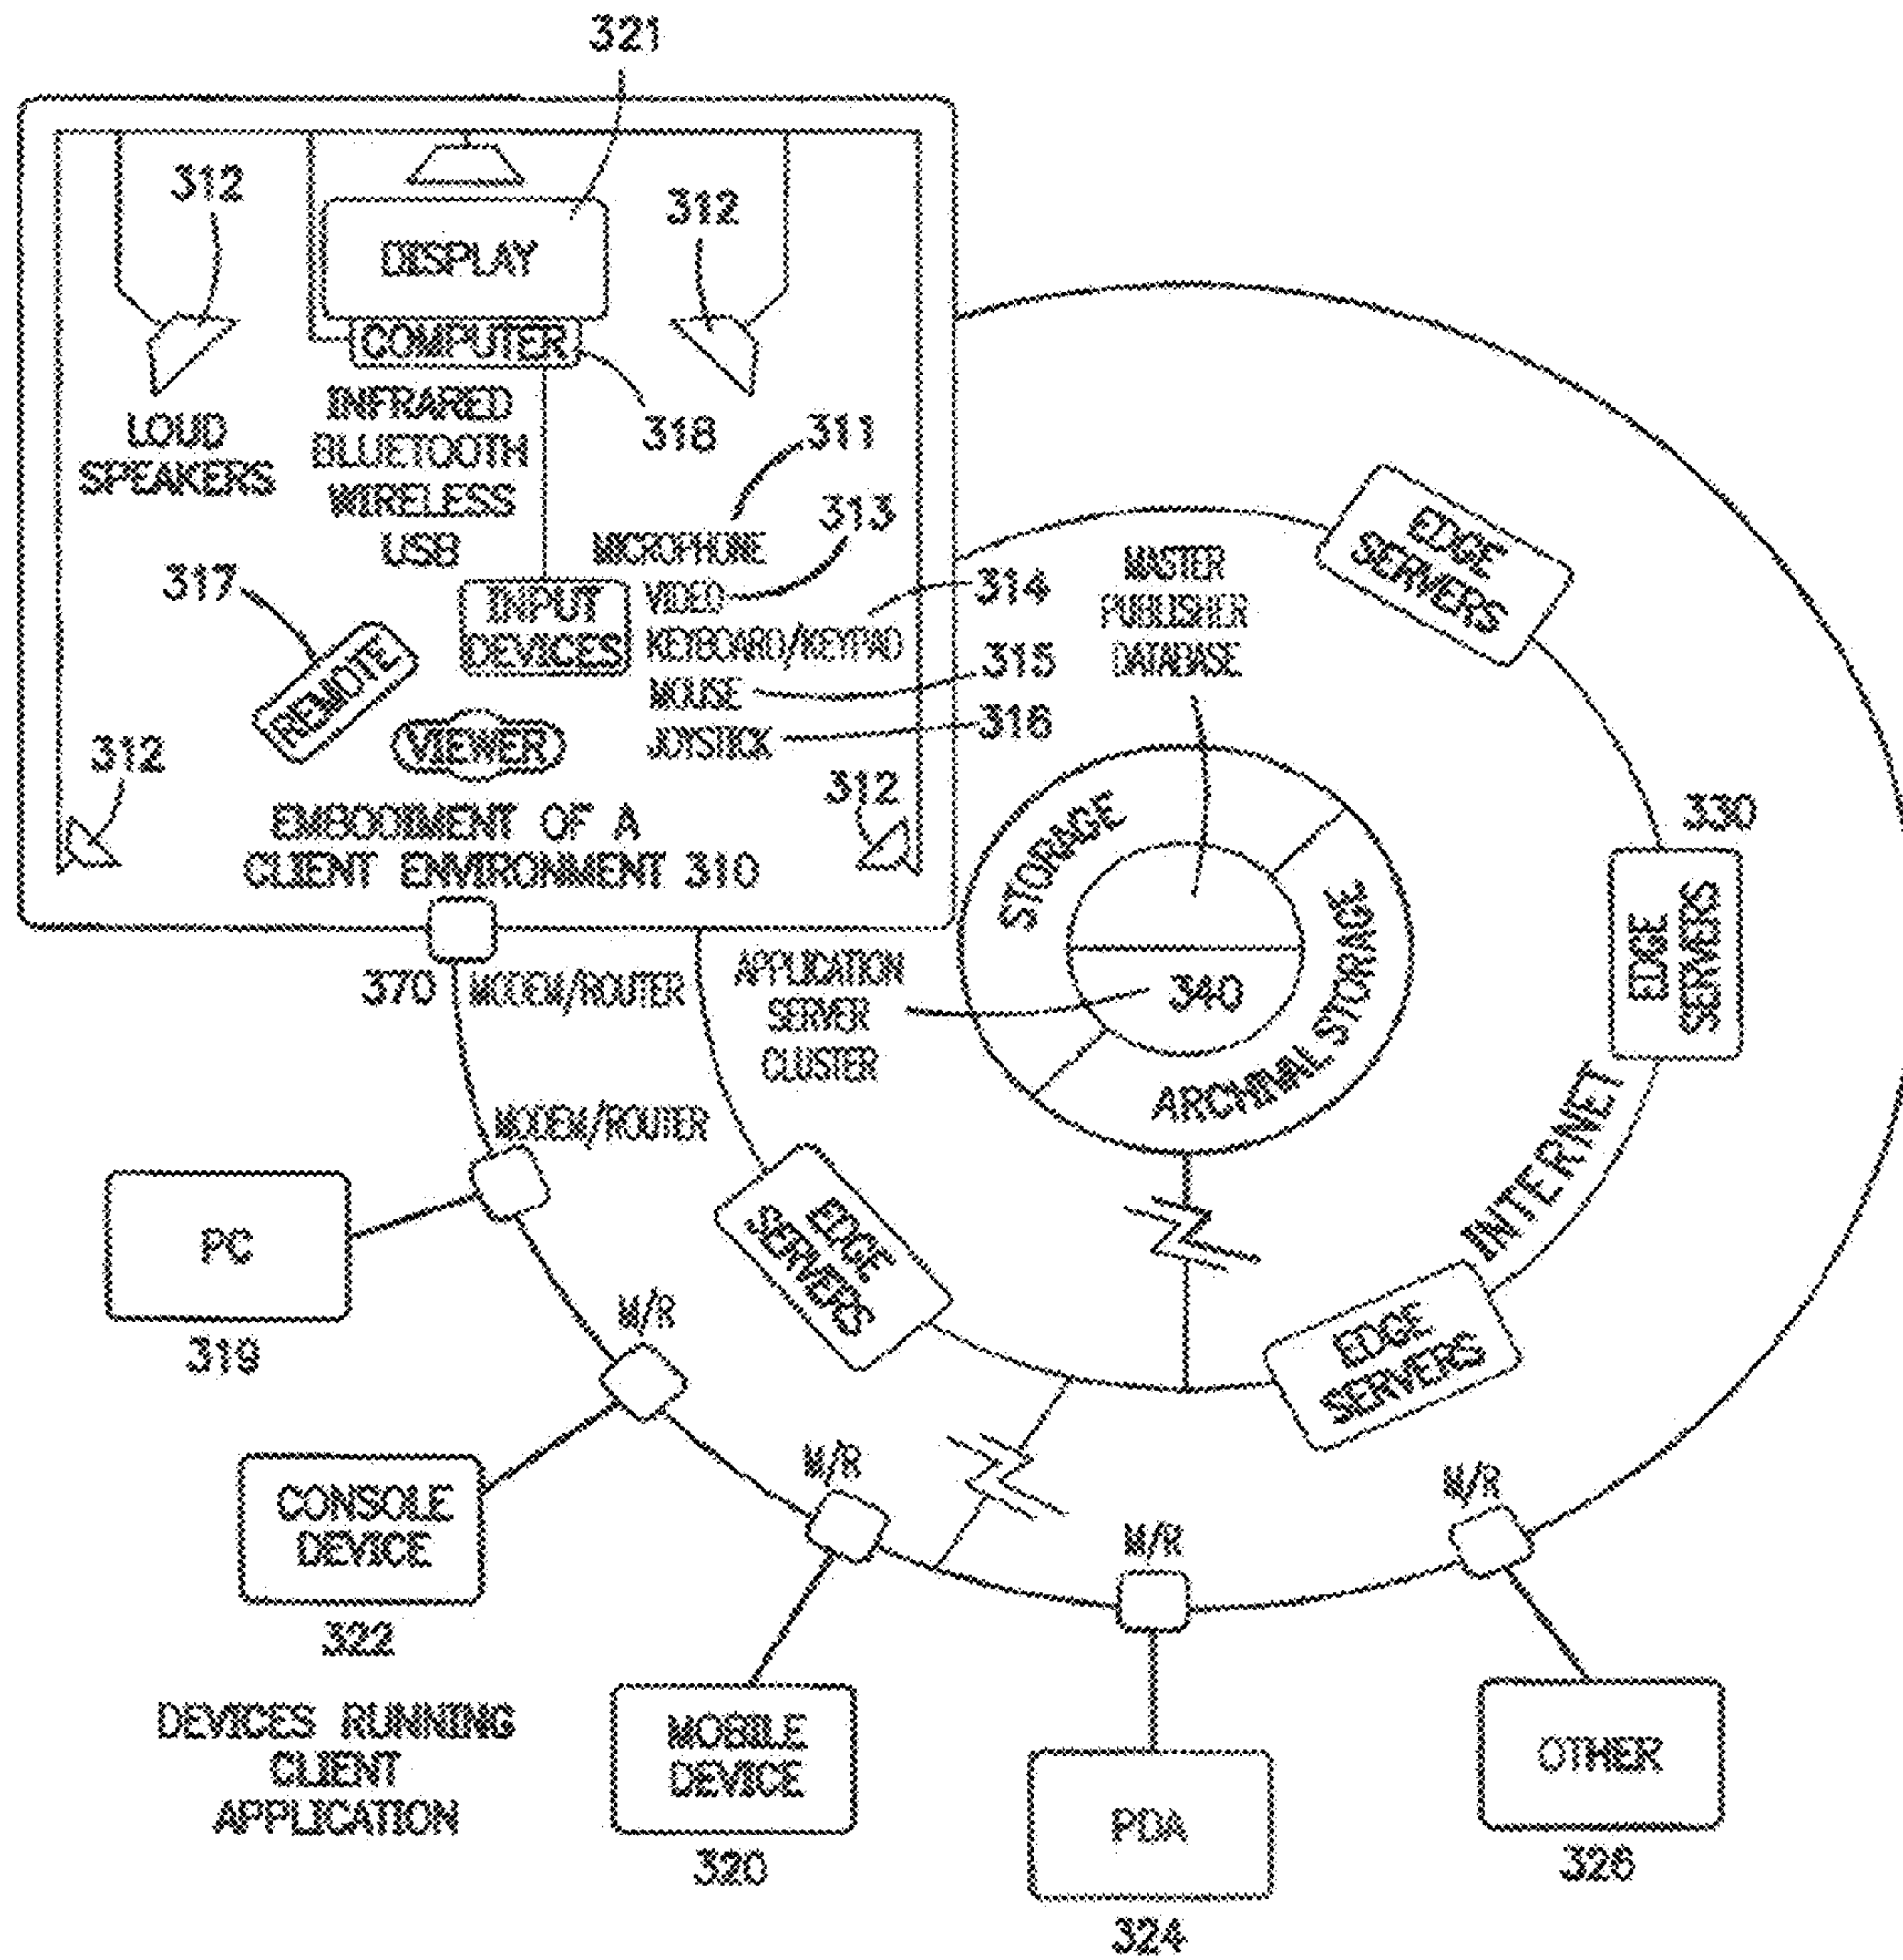 321
312
312
DISPLAY
COMPUTER
318
LOUD
SPEAKERS
INFRARED
BLUETOOTH
WIRELESS
USB
311
MICROPHONE
313
VIDEO
314
KEYBOARD/KEYPAD
315
MOUSE
316
JOYSTICK
INPUT
DEVICES
317
REMOTE
VIEWER
312
312
EMBODIMENT OF A
CLIENT ENVIRONMENT 310
MASTER
PUBLISHER
DATABASE
EDGE
SERVERS
330
EDGE
SERVERS
STORAGE
ARCHIVAL STORAGE
340
APPLICATION
SERVER
CLUSTER
370 MODEM/ROUTER
MODEM/ROUTER
INTERNET
EDGE
SERVERS
EDGE
SERVERS
PC
319
M/R
CONSOLE
DEVICE
322
M/R
M/R
M/R
DEVICES RUNNING
CLIENT
APPLICATION
MOBILE
DEVICE
320
PDA
324
OTHER
326